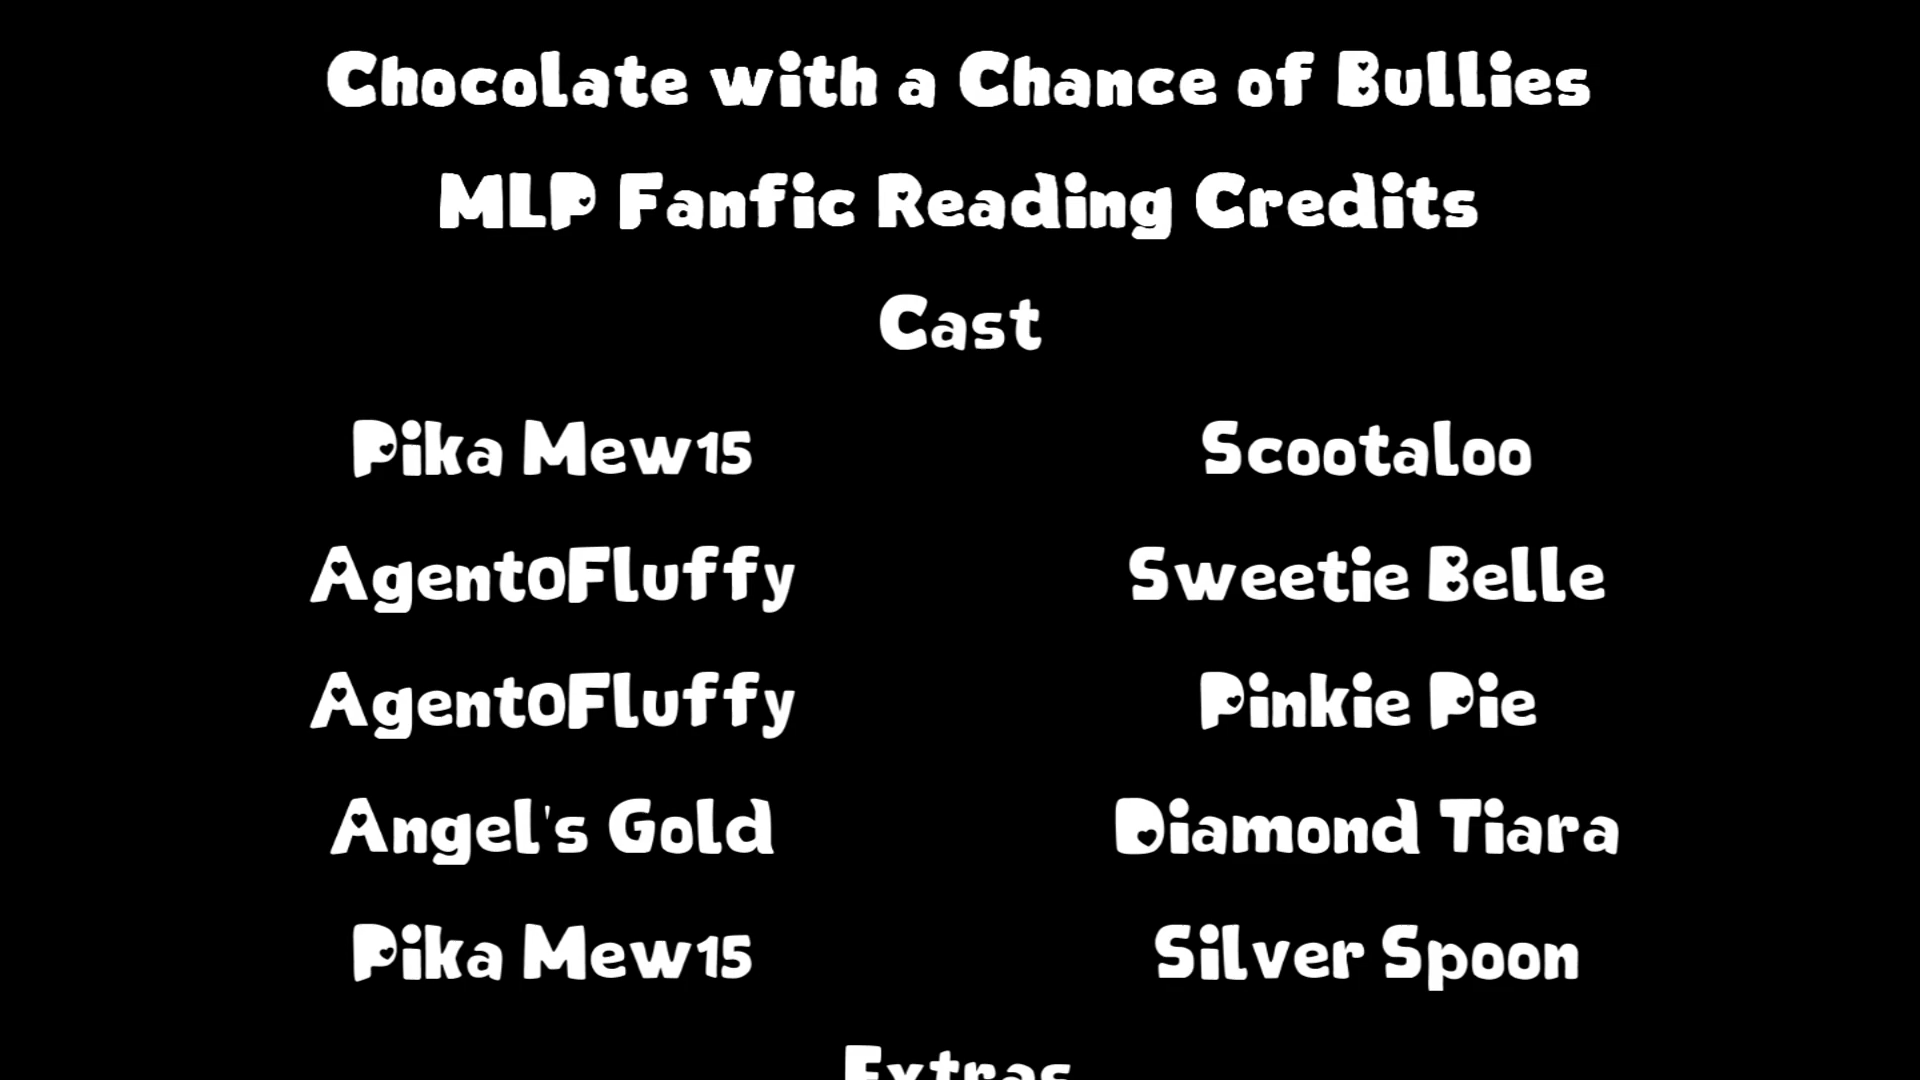 Chocolate with a Chance of Bullies
MLP Fanfic Reading Credits
Cast
Pika Mew15 Scootaloo
AgentOFluffy Sweetie Belle
AgentOFluffy Pinkie Pie
Angel's Gold Diamond Tiara
Pika Mew15 Silver Spoon
Extras